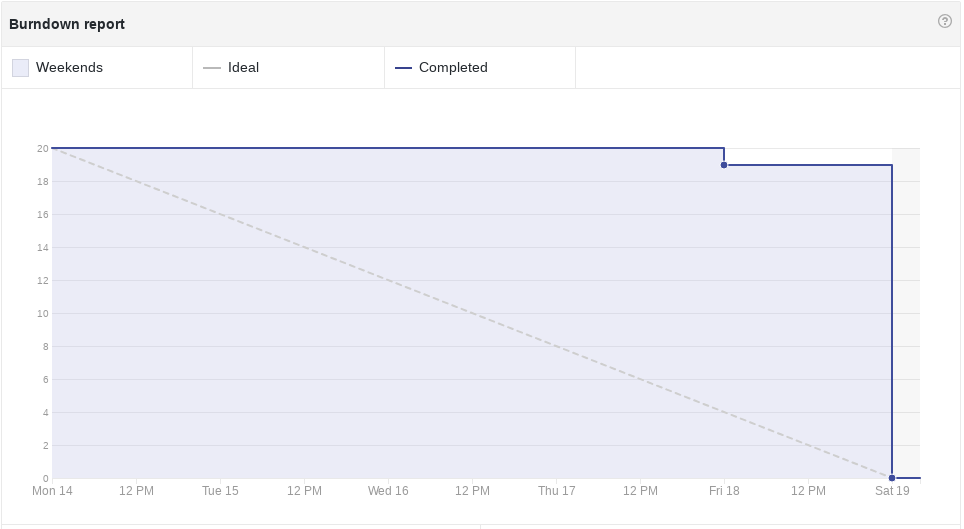 Burndown report
?
Weekends
Ideal
Completed
20
18
16
14
12
10
8
6
4
2
0
Mon 14 12 PM Tue 15 12 PM Wed 16 12 PM Thu 17 12 PM Fri 18 12 PM Sat 19